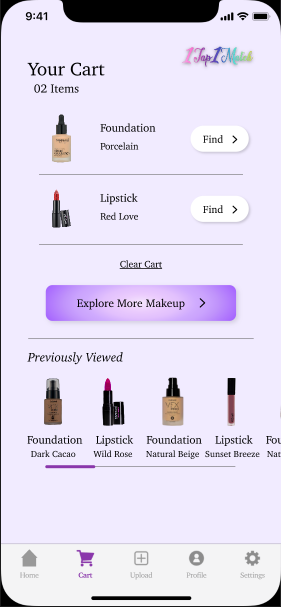 9:41
1Tap1Match
Your Cart
02 Items
Foundation
Porcelain
Find
Lipstick
Red Love
Find
Clear Cart
Explore More Makeup
Previously Viewed
Foundation Lipstick Foundation Lipstick Fou
Dark Cacao Wild Rose Natural Beige Sunset Breeze Nat
Home Cart Upload Profile Settings